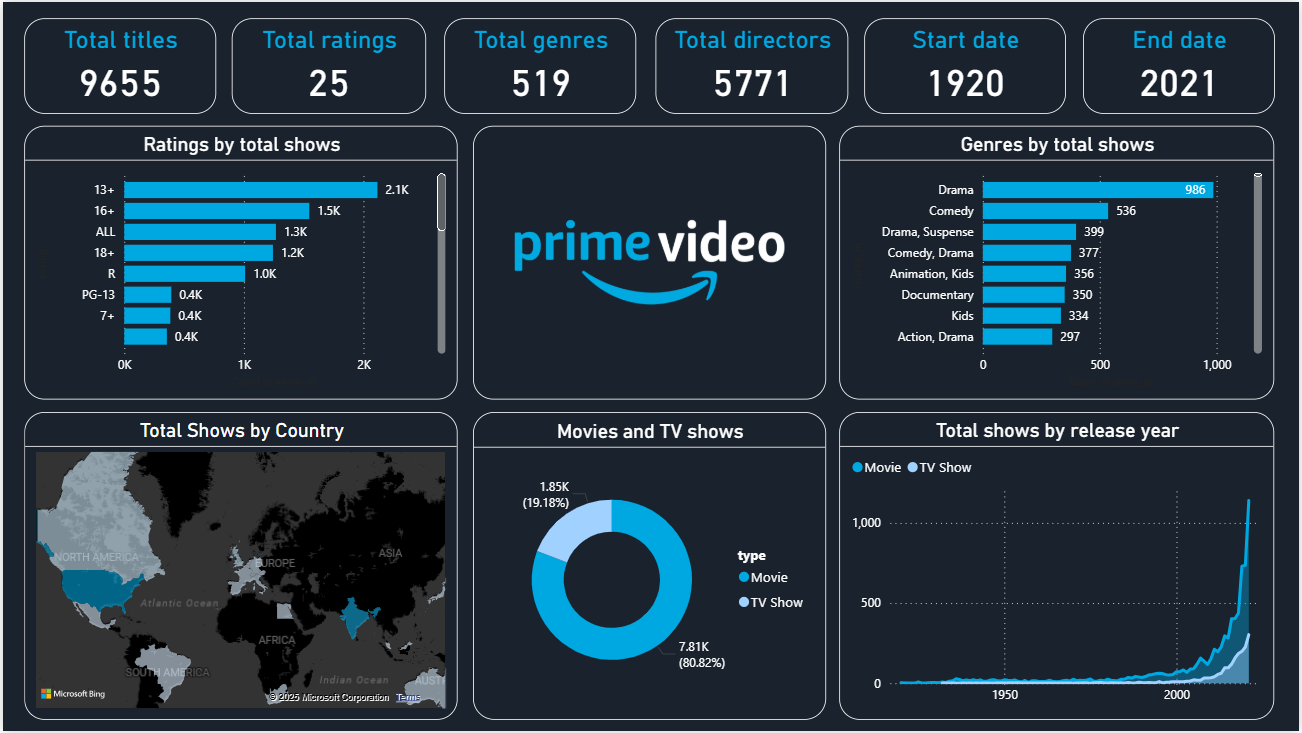 Total titles
9655
Total ratings
25
Total genres
519
Total directors
5771
Start date
1920
End date
2021
Ratings by total shows
13+ 2.1K
16+ 1.5K
ALL 1.3K
18+ 1.2K
R 1.0K
PG-13 0.4K
7+ 0.4K
0.4K
0K 1K 2K
prime video
Genres by total shows
Drama 986
Comedy 536
Drama, Suspense 399
Comedy, Drama 377
Animation, Kids 356
Documentary 350
Kids 334
Action, Drama 297
0 500 1,000
Total Shows by Country
NORTH AMERICA
EUROPE
ASIA
Atlantic Ocean
AFRICA
SOUTH AMERICA
Indian Ocean
AUST
Microsoft Bing
© 2025 Microsoft Corporation Terms
Movies and TV shows
1.85K
(19.18%)
type
Movie
TV Show
7.81K
(80.82%)
Total shows by release year
Movie TV Show
1,000
500
0
1950 2000